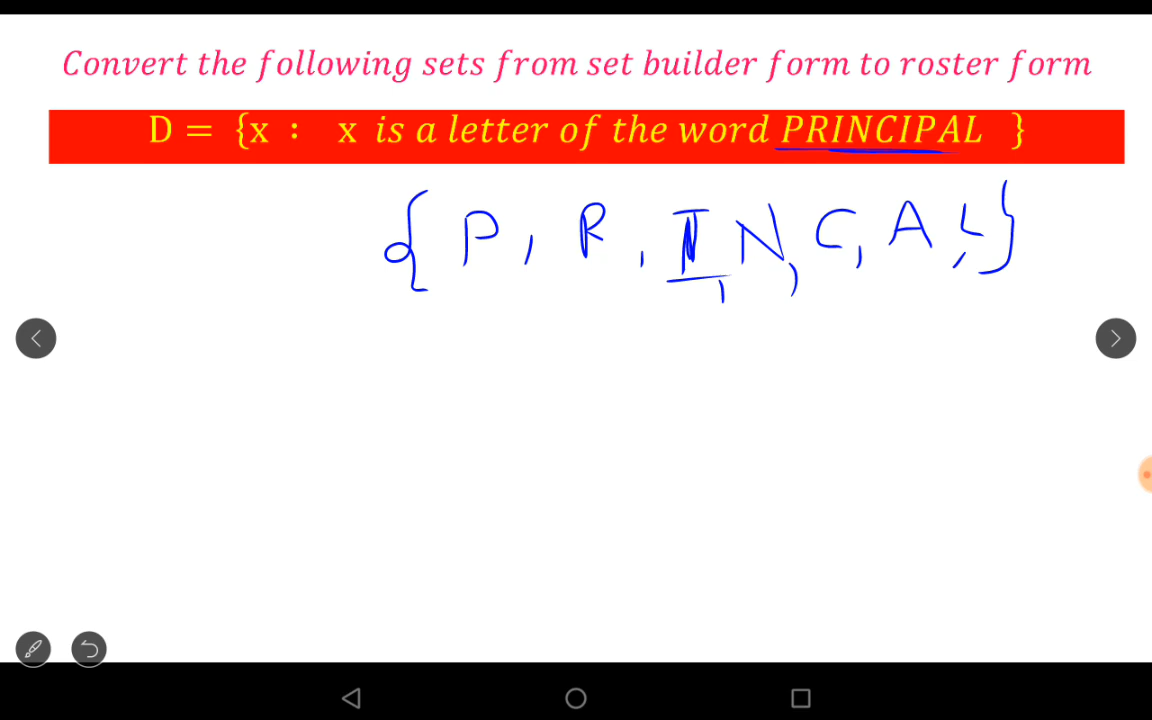 Convert the following sets from set builder form to roster form
D = {x : x is a letter of the word PRINCIPAL }
{ P, R, I, N, C, A, L}